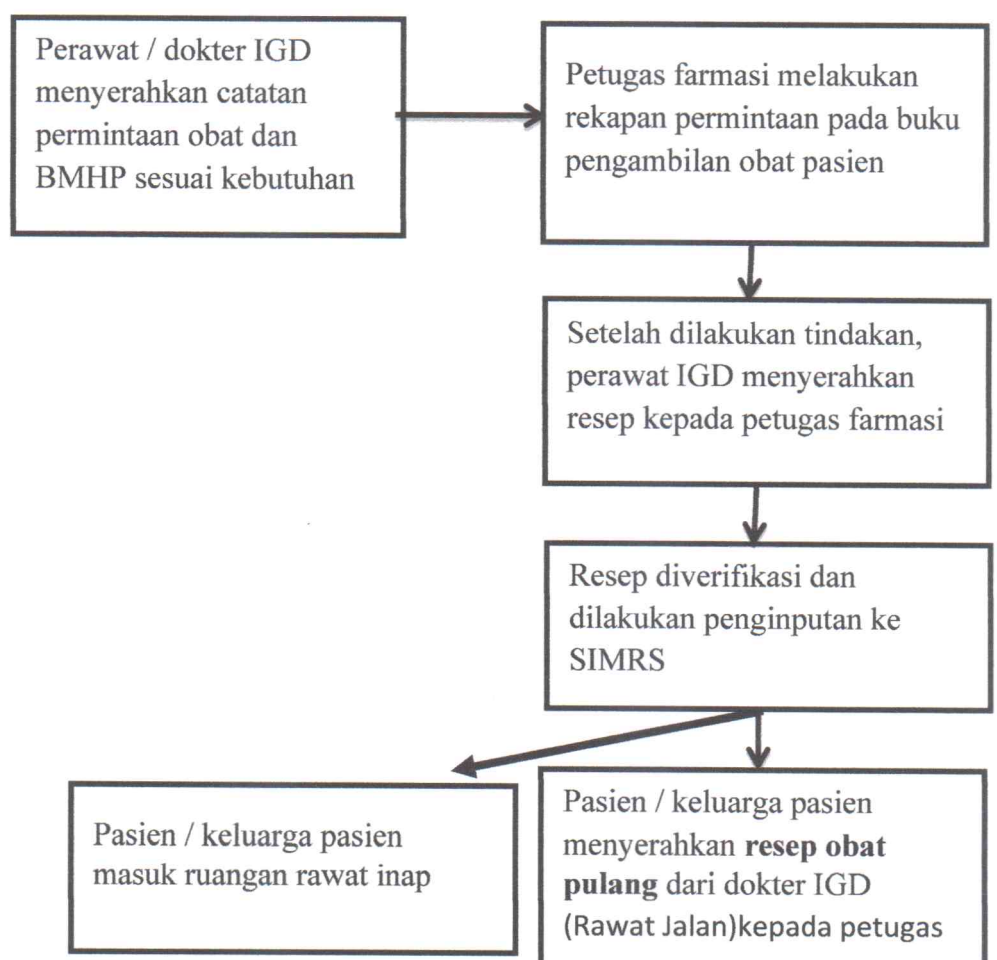 Perawat / dokter IGD
menyerahkan catatan
permintaan obat dan
BMHP sesuai kebutuhan
Petugas farmasi melakukan
rekapan permintaan pada buku
pengambilan obat pasien
Setelah dilakukan tindakan,
perawat IGD menyerahkan
resep kepada petugas farmasi
Resep diverifikasi dan
dilakukan penginputan ke
SIMRS
Pasien / keluarga pasien
masuk ruangan rawat inap
Pasien / keluarga pasien
menyerahkan resep obat
pulang dari dokter IGD
(Rawat Jalan)kepada petugas